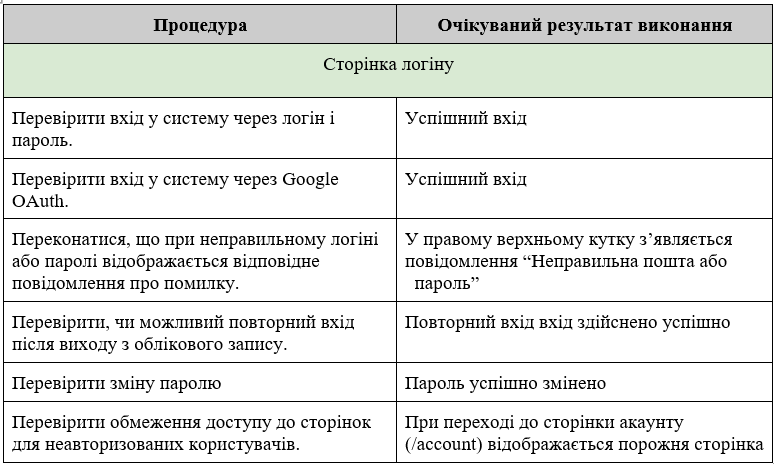 Процедура
Очікуваний результат виконання
Сторінка логіну
Перевірити вхід у систему через логін і
пароль.
Успішний вхід
Перевірити вхід у систему через Google
OAuth.
Успішний вхід
Переконатися, що при неправильному логіні
або паролі відображається відповідне
повідомлення про помилку.
У правому верхньому кутку з’являється
повідомлення “Неправильна пошта або
пароль”
Перевірити, чи можливий повторний вхід
після виходу з облікового запису.
Повторний вхід вхід здійснено успішно
Перевірити зміну паролю
Пароль успішно змінено
Перевірити обмеження доступу до сторінок
для неавторизованих користувачів.
При переході до сторінки акаунту
(/account) відображається порожня сторінка